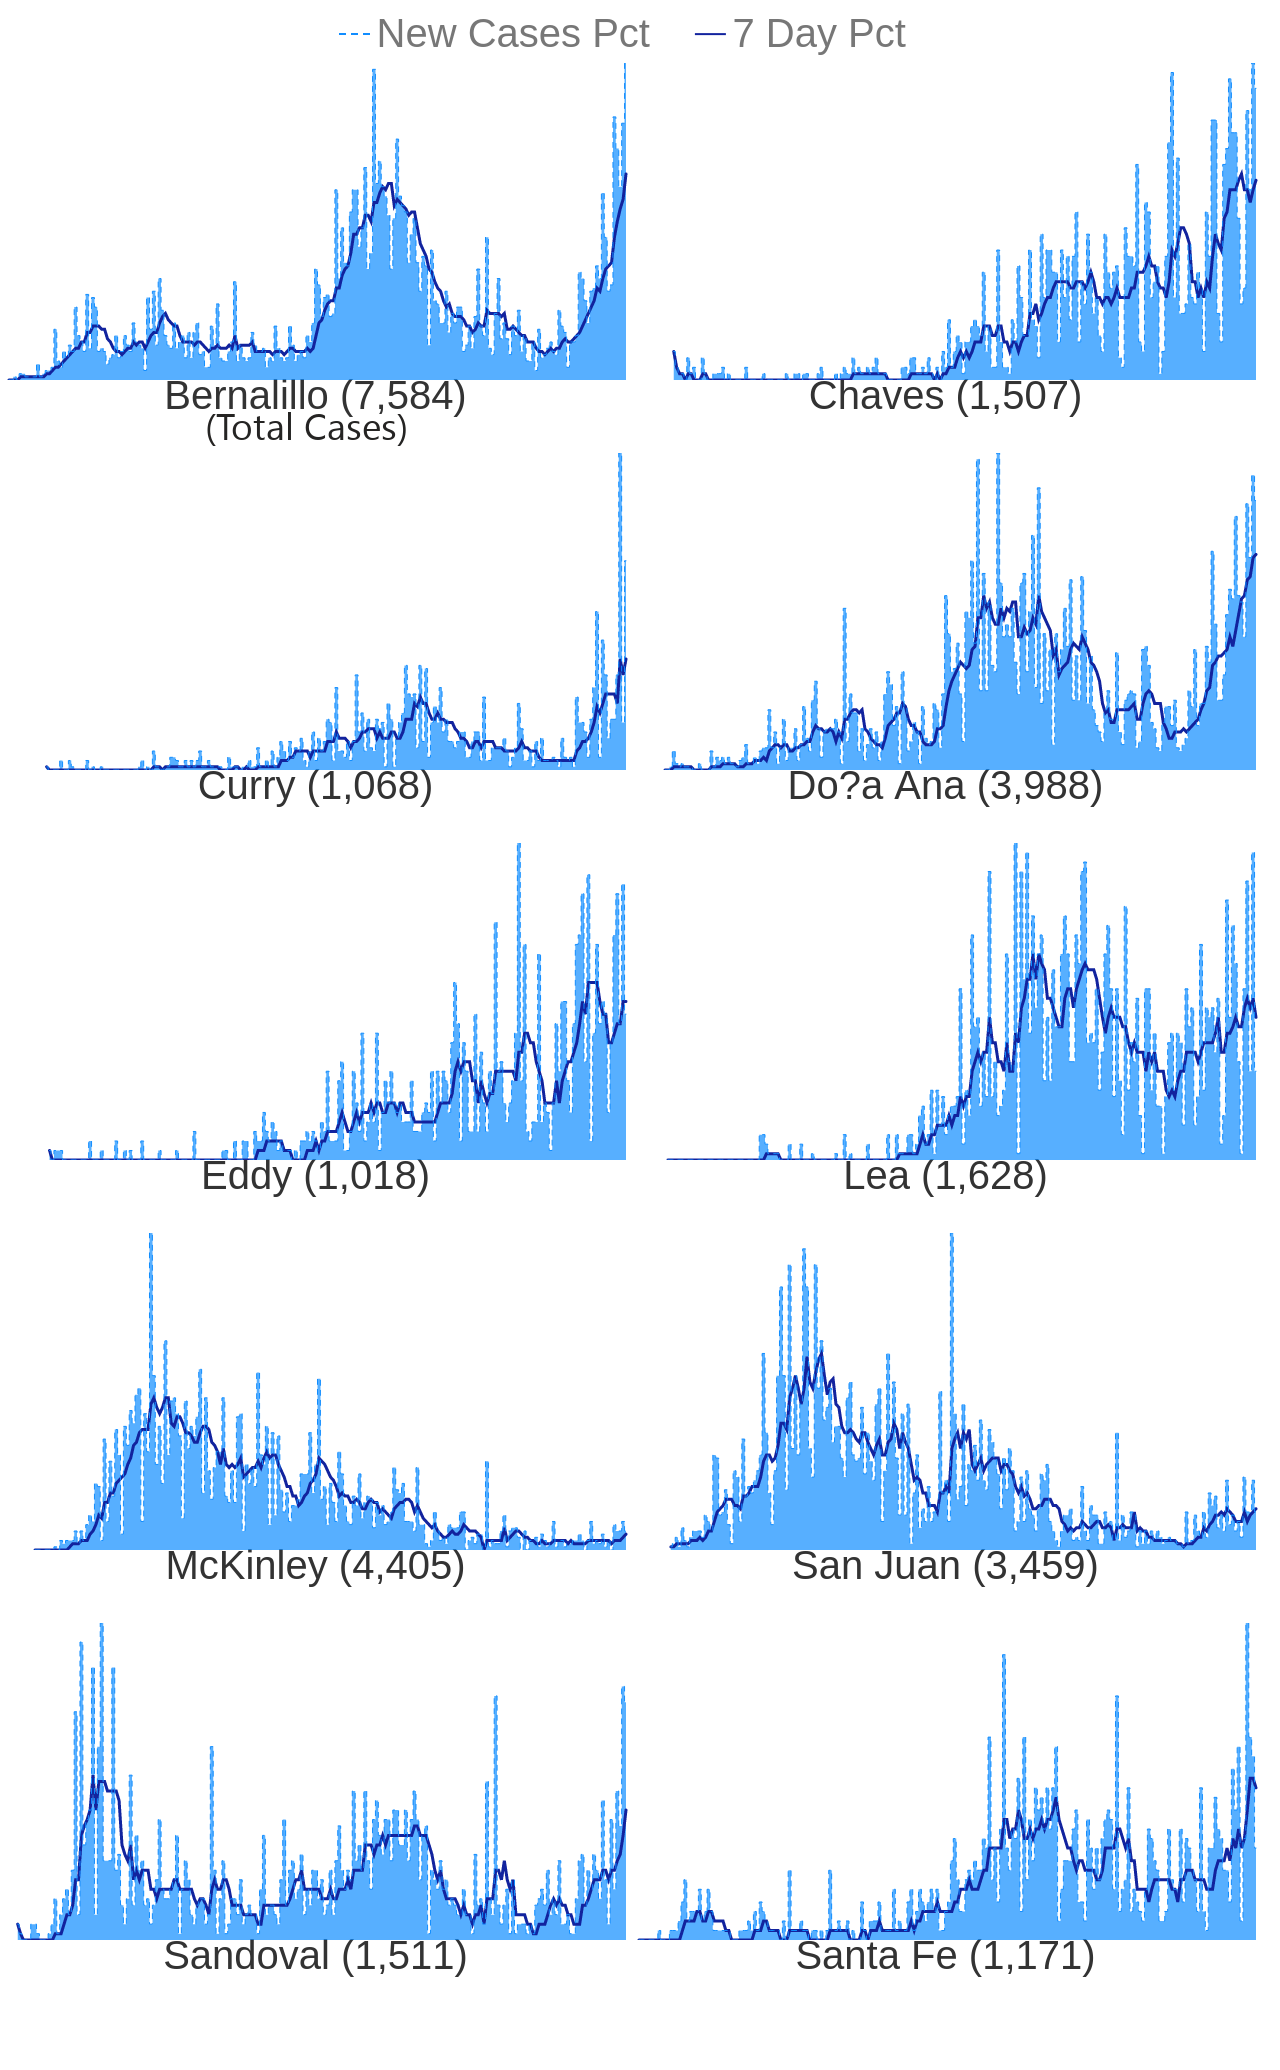 New Cases Pct 7 Day Pct
Bernalillo (7,584) Chaves (1,507)
(Total Cases)
Curry (1,068) Do?a Ana (3,988)
Eddy (1,018) Lea (1,628)
McKinley (4,405) San Juan (3,459)
Sandoval (1,511) Santa Fe (1,171)